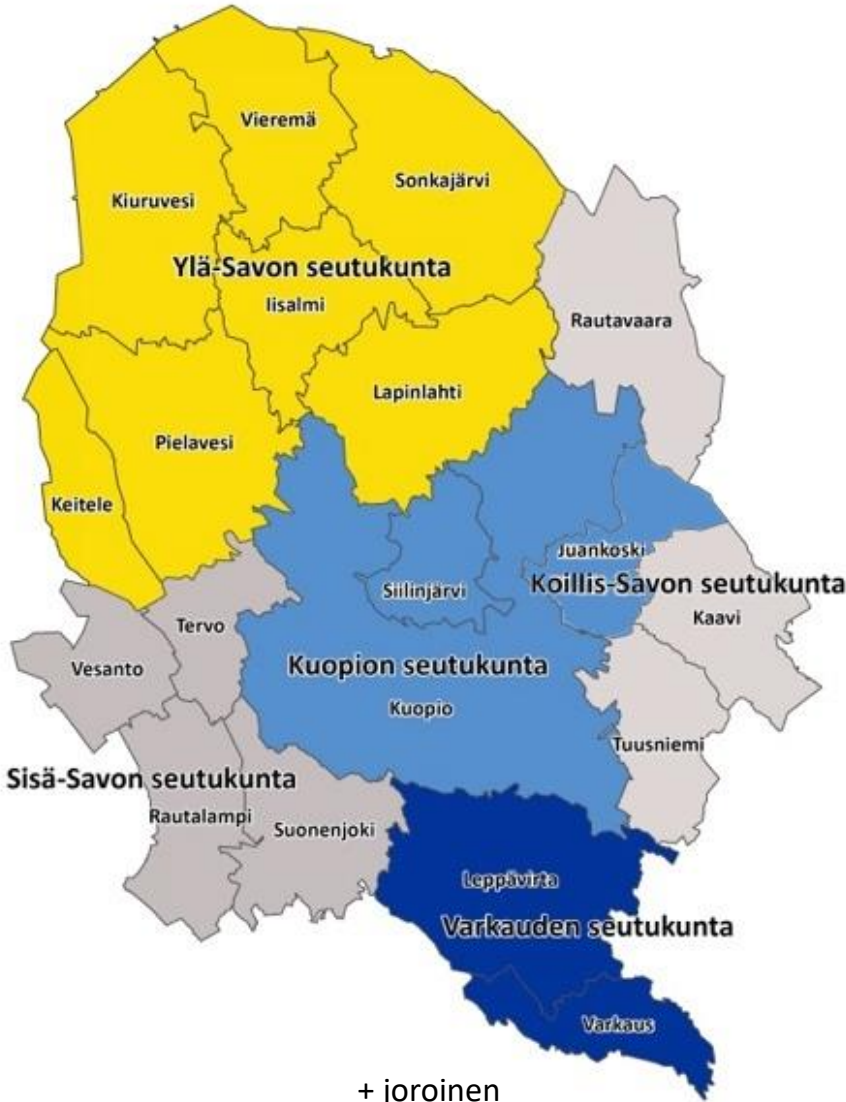 Vieremä
Sonkajärvi
Kiuruvesi
Ylä-Savon seutukunta
Iisalmi
Rautavaara
Lapinlahti
Pielavesi
Keitele
Juankoski
Siilinjärvi
Koillis-Savon seutukunta
Kaavi
Tervo
Vesanto
Kuopion seutukunta
Kuopio
Tuusniemi
Sisä-Savon seutukunta
Rautalampi
Suonenjoki
Leppävirta
Varkauden seutukunta
Varkaus
+ joroinen